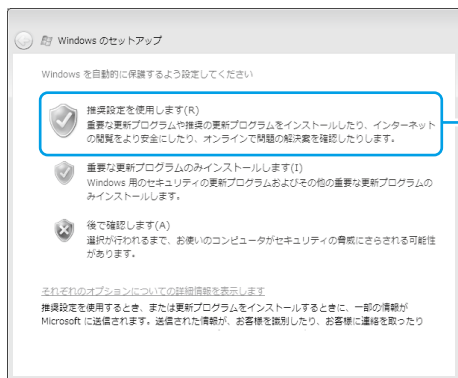 Windows のセットアップ
Windows を自動的に保護するよう設定してください
推奨設定を使用します(R)
重要な更新プログラムや推奨の更新プログラムをインストールしたり、インターネット
の閲覧をより安全にしたり、オンラインで問題の解決策を確認したりします。
重要な更新プログラムのみインストールします(I)
Windows 用のセキュリティの更新プログラムおよびその他の重要な更新プログラムの
みインストールします。
後で確認します(A)
選択が行われるまで、お使いのコンピュータがセキュリティの脅威にさらされる可能性
があります。
それぞれのオプションについての詳細情報を表示します
推奨設定を使用するとき、または更新プログラムをインストールするときに、一部の情報が
Microsoft に送信されます。送信された情報が、お客様を識別したり、お客様に連絡を取ったり